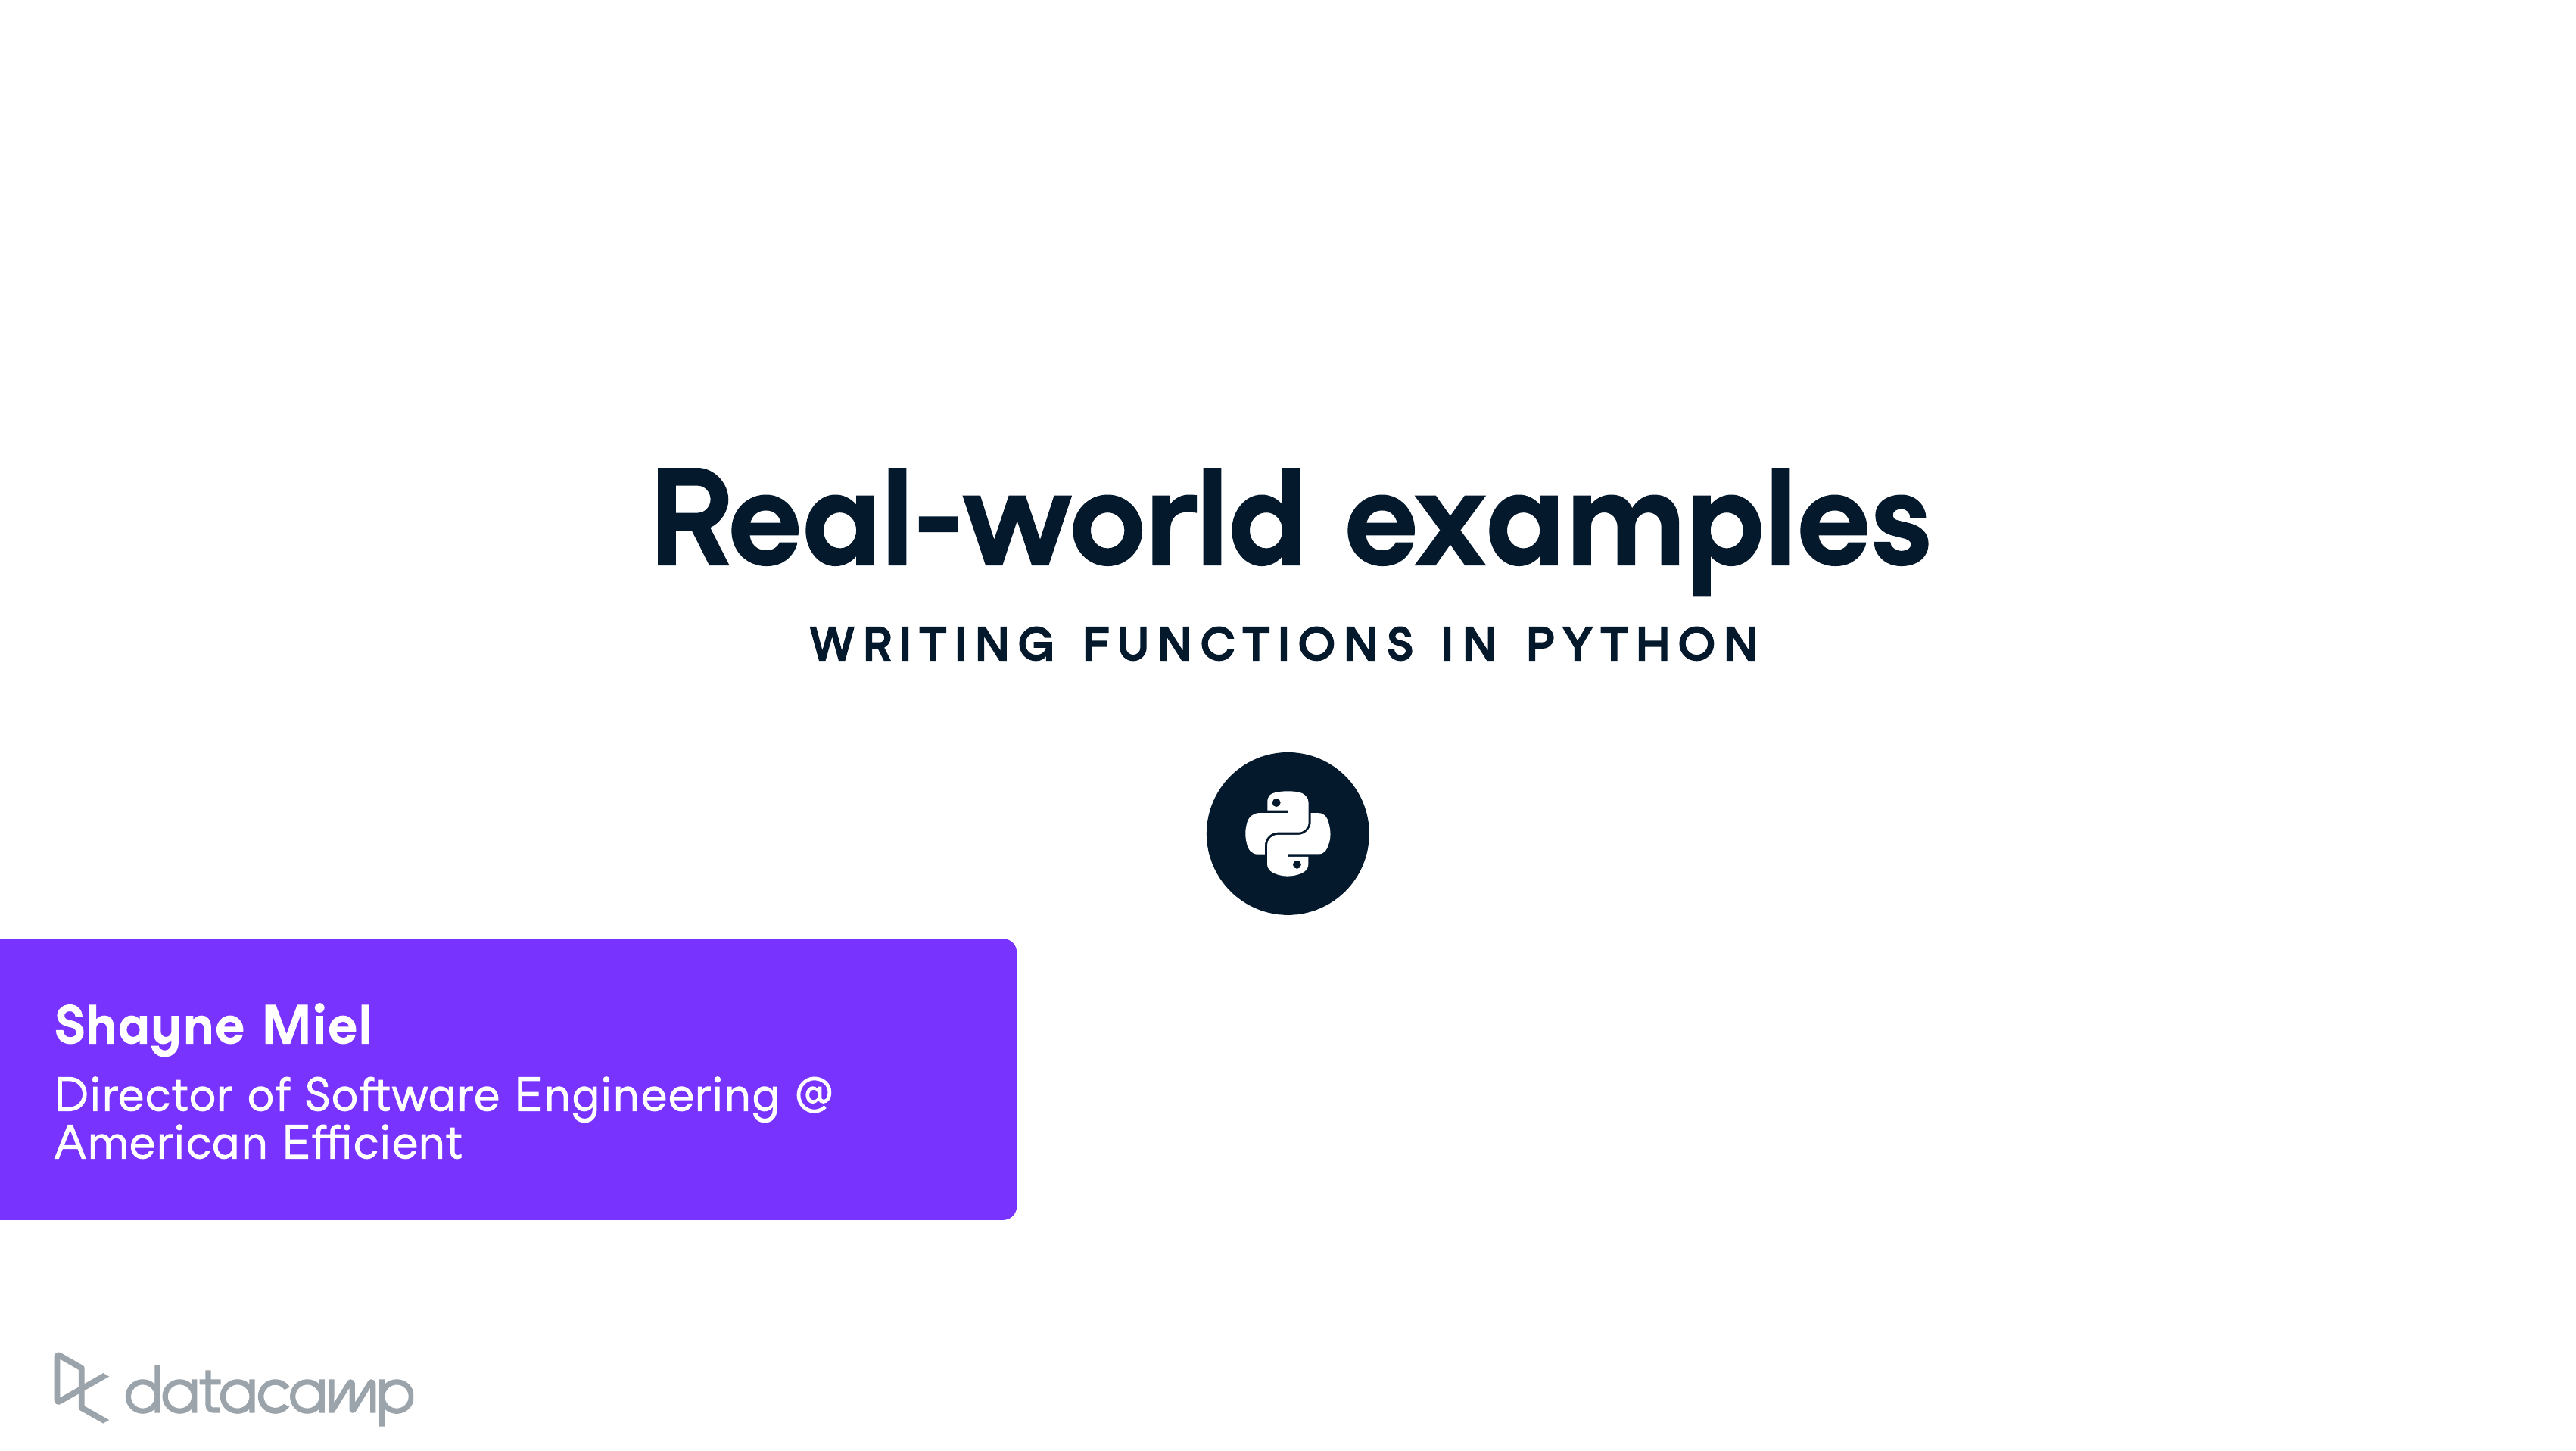 Real-world examples
WRITING FUNCTIONS IN PYTHON
Shayne Miel
Director of Software Engineering @
American Efficient
datacamp